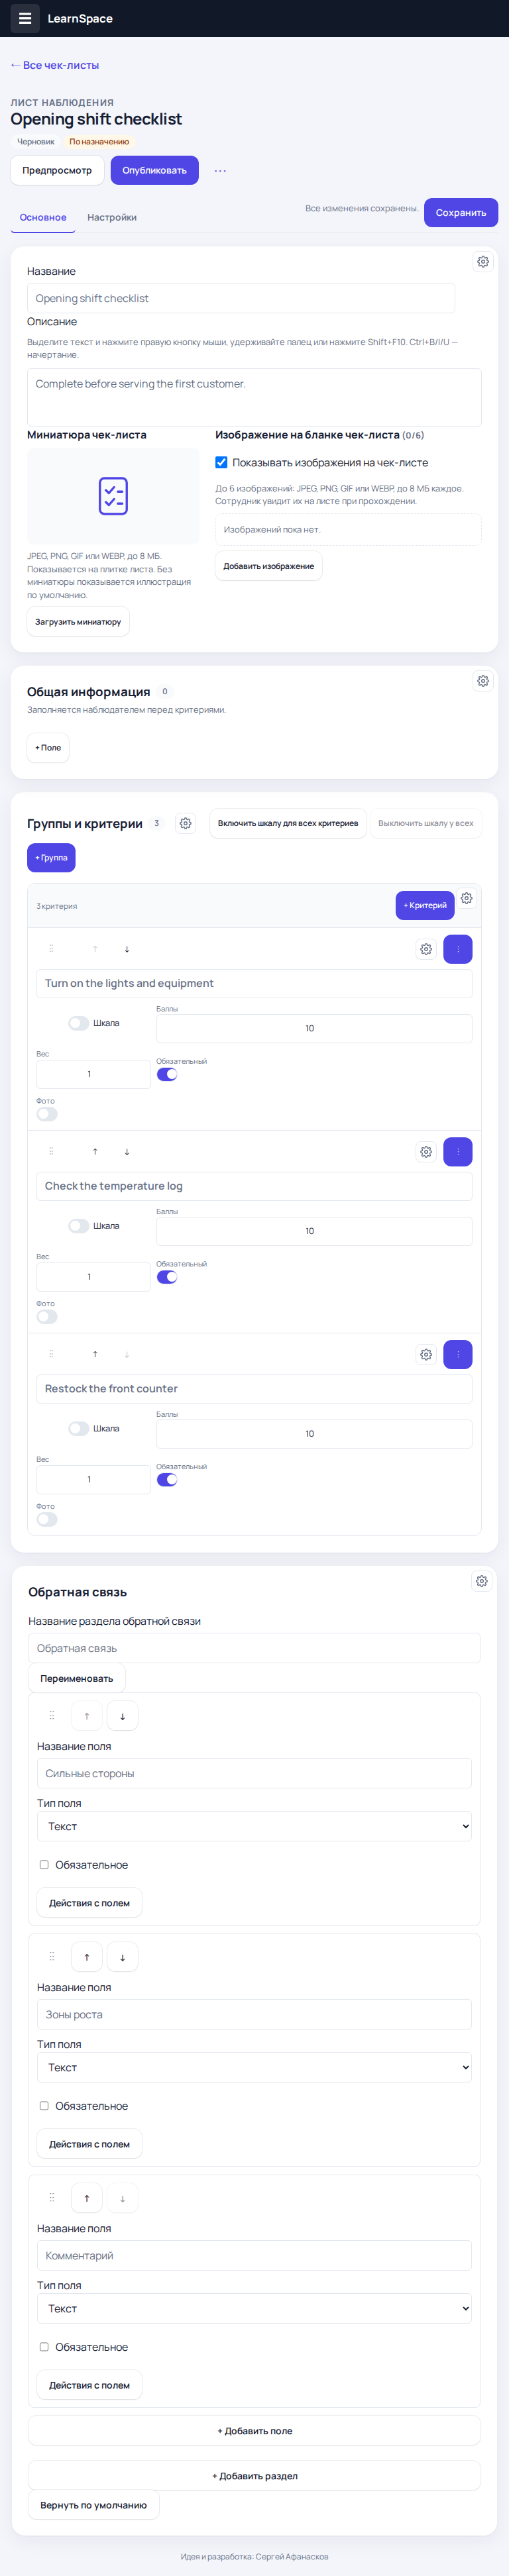 ☰ LearnSpace
← Все чек-листы
ЛИСТ НАБЛЮДЕНИЯ
Opening shift checklist
Черновик По назначению
Предпросмотр Опубликовать ...
Основное Настройки Все изменения сохранены. Сохранить
Название
Opening shift checklist
Описание
Выделите текст и нажмите правую кнопку мыши, удерживайте палец или нажмите Shift+F10. Ctrl+B/I/U —
начертание.
Complete before serving the first customer.
Миниатюра чек-листа
JPEG, PNG, GIF или WEBP, до 8 МБ.
Показывается на плитке листа. Без
миниатюры показывается иллюстрация
по умолчанию.
Загрузить миниатюру
Изображение на бланке чек-листа (0/6)
Показывать изображения на чек-листе
До 6 изображений: JPEG, PNG, GIF или WEBP, до 8 МБ каждое.
Сотрудник увидит их на листе при прохождении.
Изображений пока нет.
Добавить изображение
Общая информация 0
Заполняется наблюдателем перед критериями.
+ Поле
Группы и критерии 3 Включить шкалу для всех критериев Выключить шкалу у всех
+ Группа
3 критерия + Критерий
↑ ↓
Turn on the lights and equipment
Шкала
Баллы
10
Вес
1
Обязательный
Фото
↑ ↓
Check the temperature log
Шкала
Баллы
10
Вес
1
Обязательный
Фото
↑ ↓
Restock the front counter
Шкала
Баллы
10
Вес
1
Обязательный
Фото
Обратная связь
Название раздела обратной связи
Обратная связь
Переименовать
↑ ↓
Название поля
Сильные стороны
Тип поля
Текст
Обязательное
Действия с полем
↑ ↓
Название поля
Зоны роста
Тип поля
Текст
Обязательное
Действия с полем
↑ ↓
Название поля
Комментарий
Тип поля
Текст
Обязательное
Действия с полем
+ Добавить поле
+ Добавить раздел
Вернуть по умолчанию
Идея и разработка: Сергей Афанасков